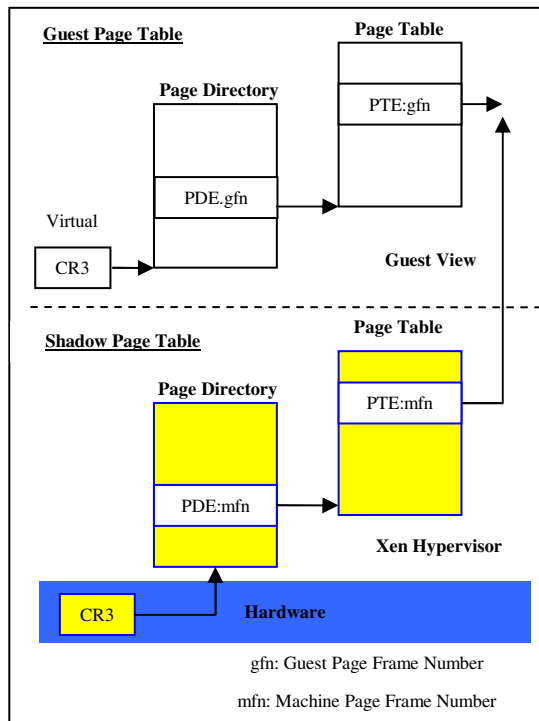 Guest Page Table
Page Table
Page Directory
PTE:gfn
PDE.gfn
Virtual
CR3
Guest View
Page Table
Shadow Page Table
Page Directory
PTE:mfn
PDE:mfn
Xen Hypervisor
CR3
Hardware
gfn: Guest Page Frame Number
mfn: Machine Page Frame Number